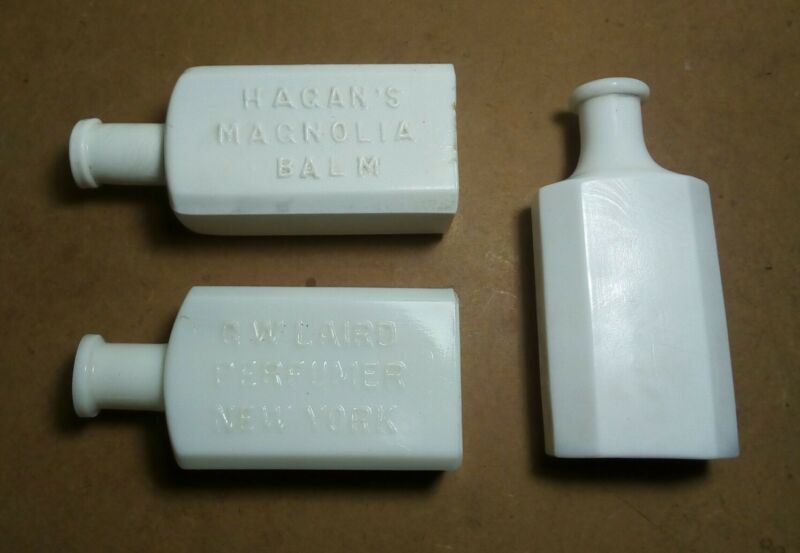 HAGAN'S
MAGNOLIA
BALM
G.W LAIRD
PERFUMER
NEW YORK